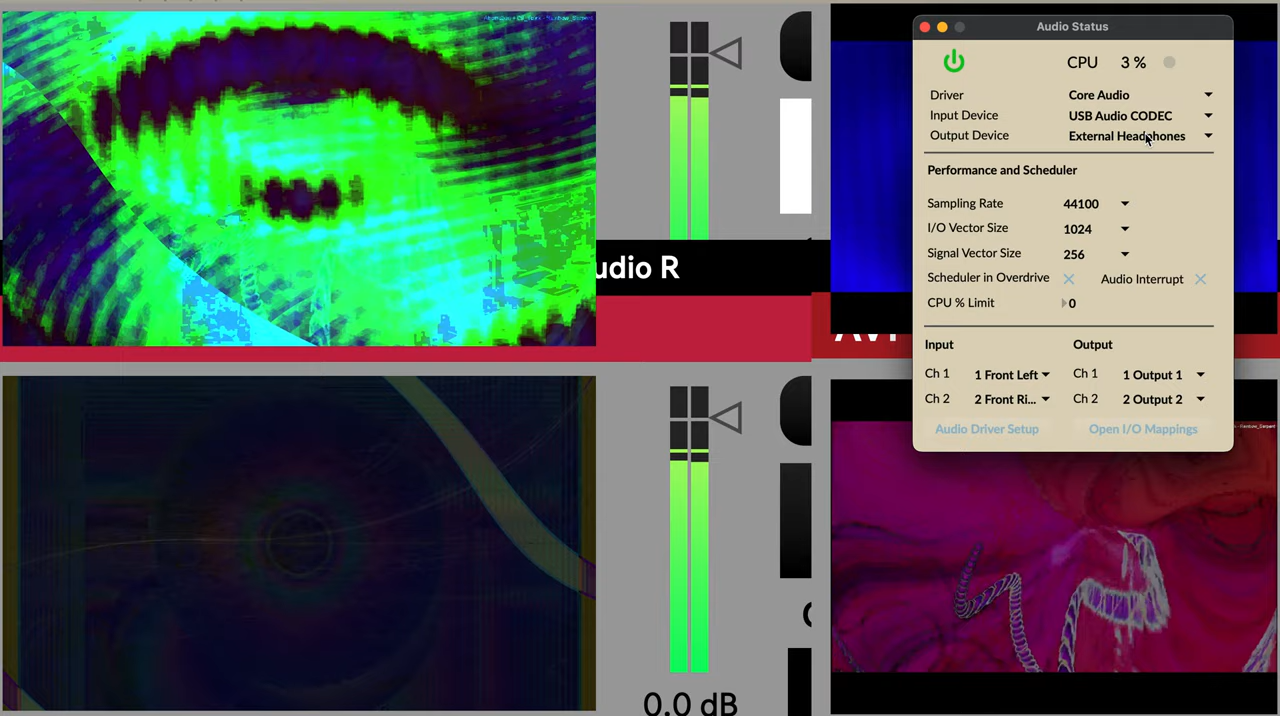 Audio Status
CPU 3 %
Driver Core Audio
Input Device USB Audio CODEC
Output Device External Headphones
Performance and Scheduler
Sampling Rate 44100
I/O Vector Size 1024
Signal Vector Size 256
Scheduler in Overdrive Audio Interrupt
CPU % Limit 0
Input Output
Ch 1 1 Front Left Ch 1 1 Output 1
Ch 2 2 Front Ri... Ch 2 2 Output 2
Audio Driver Setup Open I/O Mappings
udio R
0.0 dB